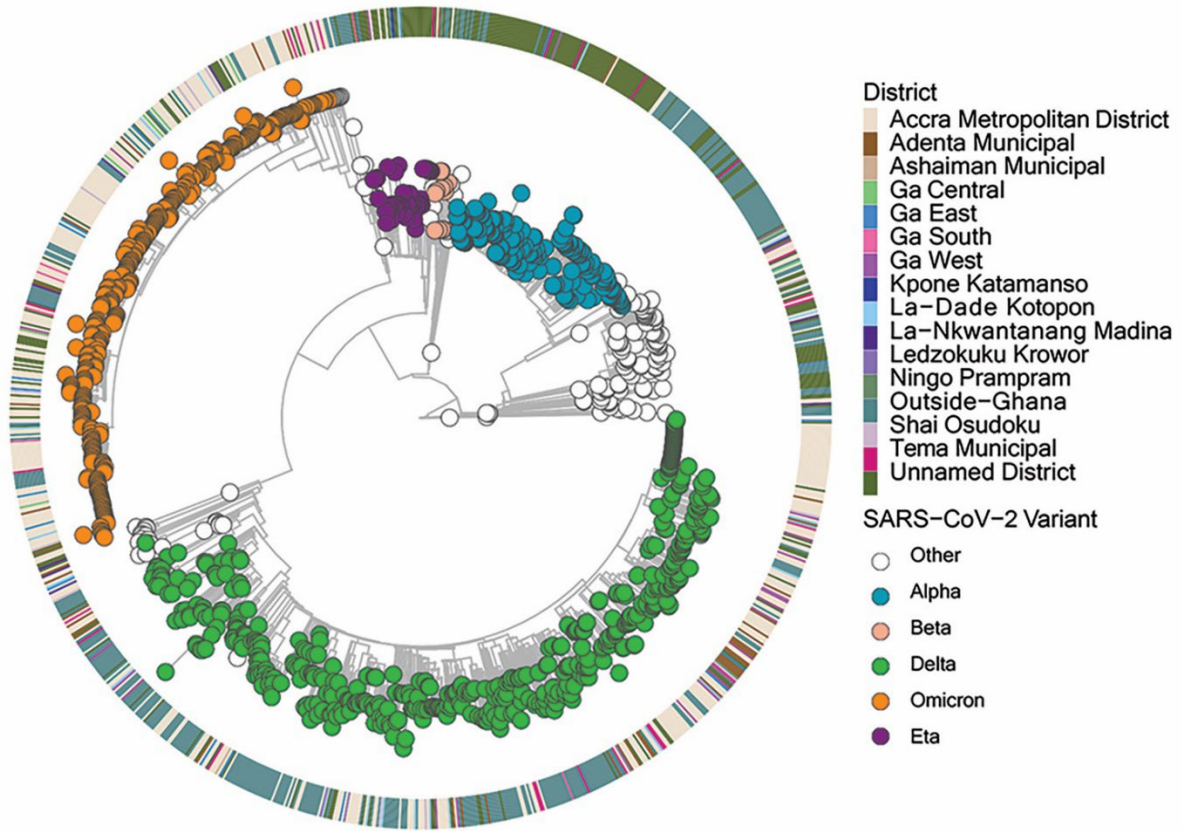 District
Accra Metropolitan District
Adenta Municipal
Ashaiman Municipal
Ga Central
Ga East
Ga South
Ga West
Kpone Katamanso
La−Dade Kotopon
La−Nkwantanang Madina
Ledzokuku Krowor
Ningo Prampram
Outside−Ghana
Shai Osudoku
Tema Municipal
Unnamed District
SARS−CoV−2 Variant
Other
Alpha
Beta
Delta
Omicron
Eta